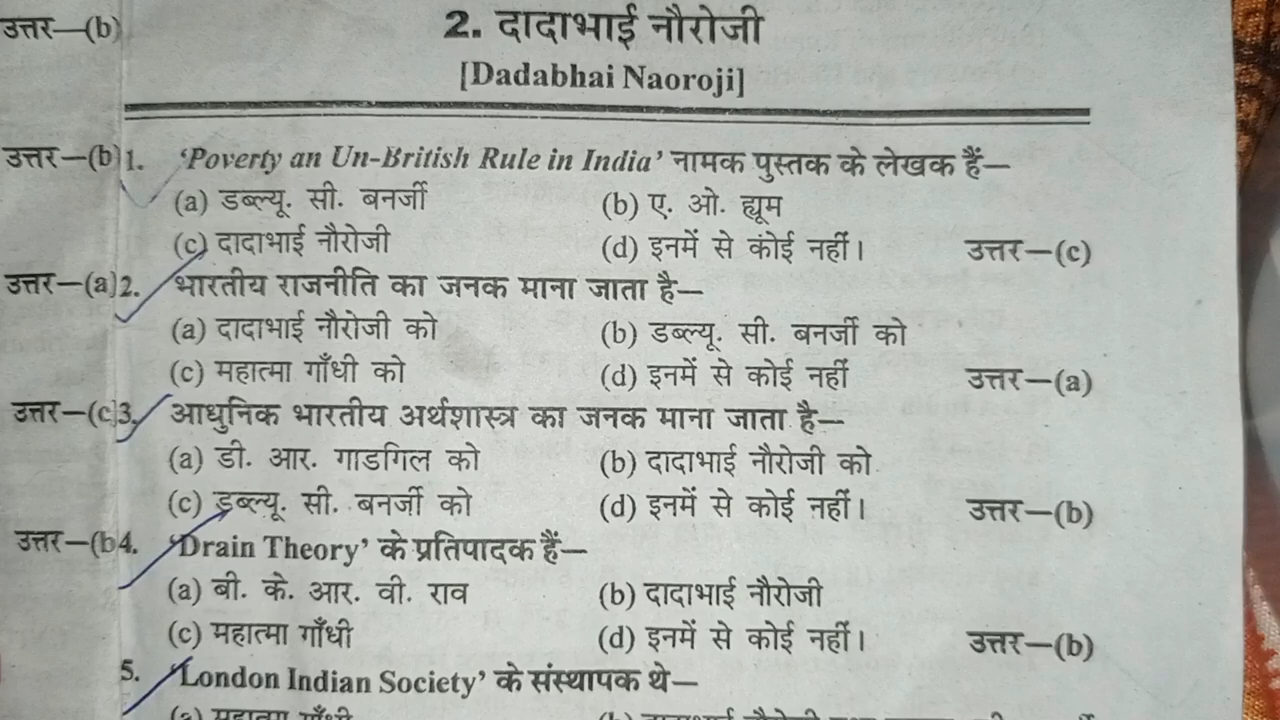 उत्तर—(b)
2. दादाभाई नौरोजी
[Dadabhai Naoroji]
उत्तर—(b) 1. 'Poverty an Un-British Rule in India' नामक पुस्तक के लेखक हैं—
(a) डब्ल्यू. सी. बनर्जी (b) ए. ओ. ह्यूम
(c) दादाभाई नौरोजी (d) इनमें से कोई नहीं। उत्तर—(c)
उत्तर—(a) 2. भारतीय राजनीति का जनक माना जाता है—
(a) दादाभाई नौरोजी को (b) डब्ल्यू. सी. बनर्जी को
(c) महात्मा गाँधी को (d) इनमें से कोई नहीं उत्तर—(a)
उत्तर—(c) 3. आधुनिक भारतीय अर्थशास्त्र का जनक माना जाता है—
(a) डी. आर. गाडगिल को (b) दादाभाई नौरोजी को
(c) डब्ल्यू. सी. बनर्जी को (d) इनमें से कोई नहीं। उत्तर—(b)
उत्तर—(b 4. 'Drain Theory' के प्रतिपादक हैं—
(a) बी. के. आर. वी. राव (b) दादाभाई नौरोजी
(c) महात्मा गाँधी (d) इनमें से कोई नहीं। उत्तर—(b)
5. 'London Indian Society' के संस्थापक थे—
(a) महात्मा गाँधी (b) दादाभाई नौरोजी